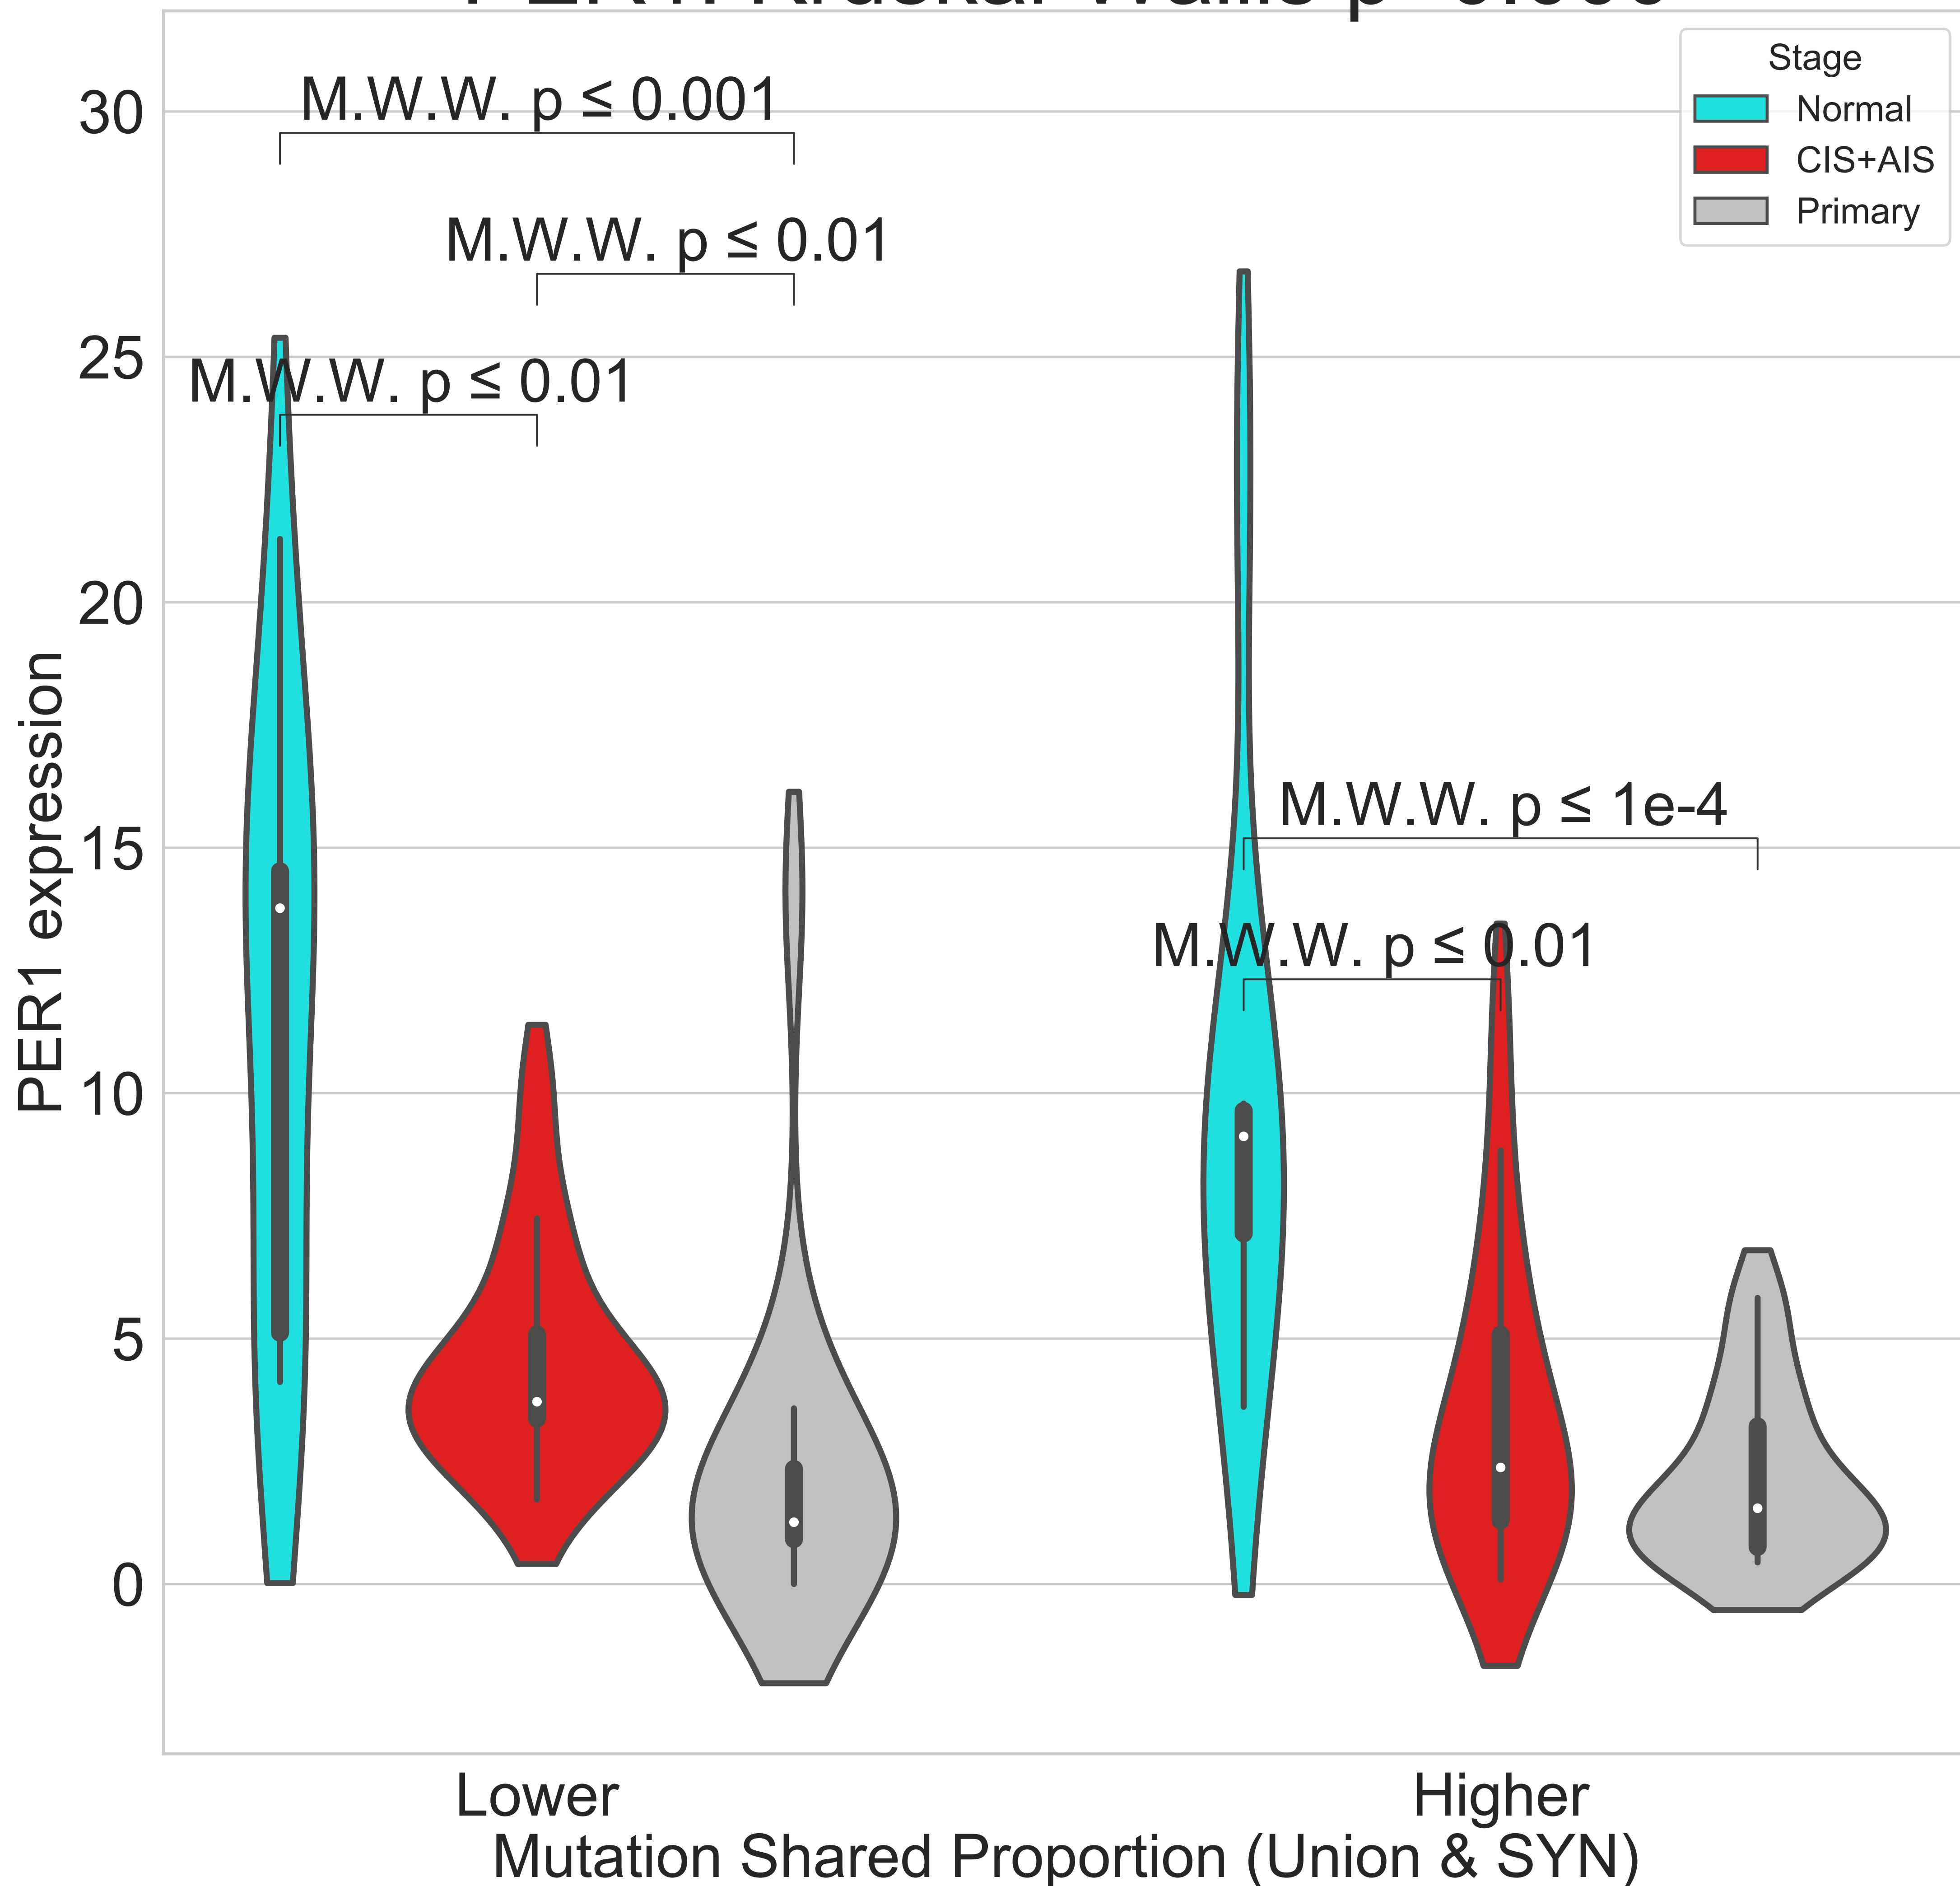 Stage
Normal
CIS+AIS
Primary
M.W.W. p ≤ 0.001
M.W.W. p ≤ 0.01
M.W.W. p ≤ 0.01
M.W.W. p ≤ 1e-4
M.W.W. p ≤ 0.01
30
25
20
15
10
5
0
PER1 expression
Lower
Higher
Mutation Shared Proportion (Union & SYN)